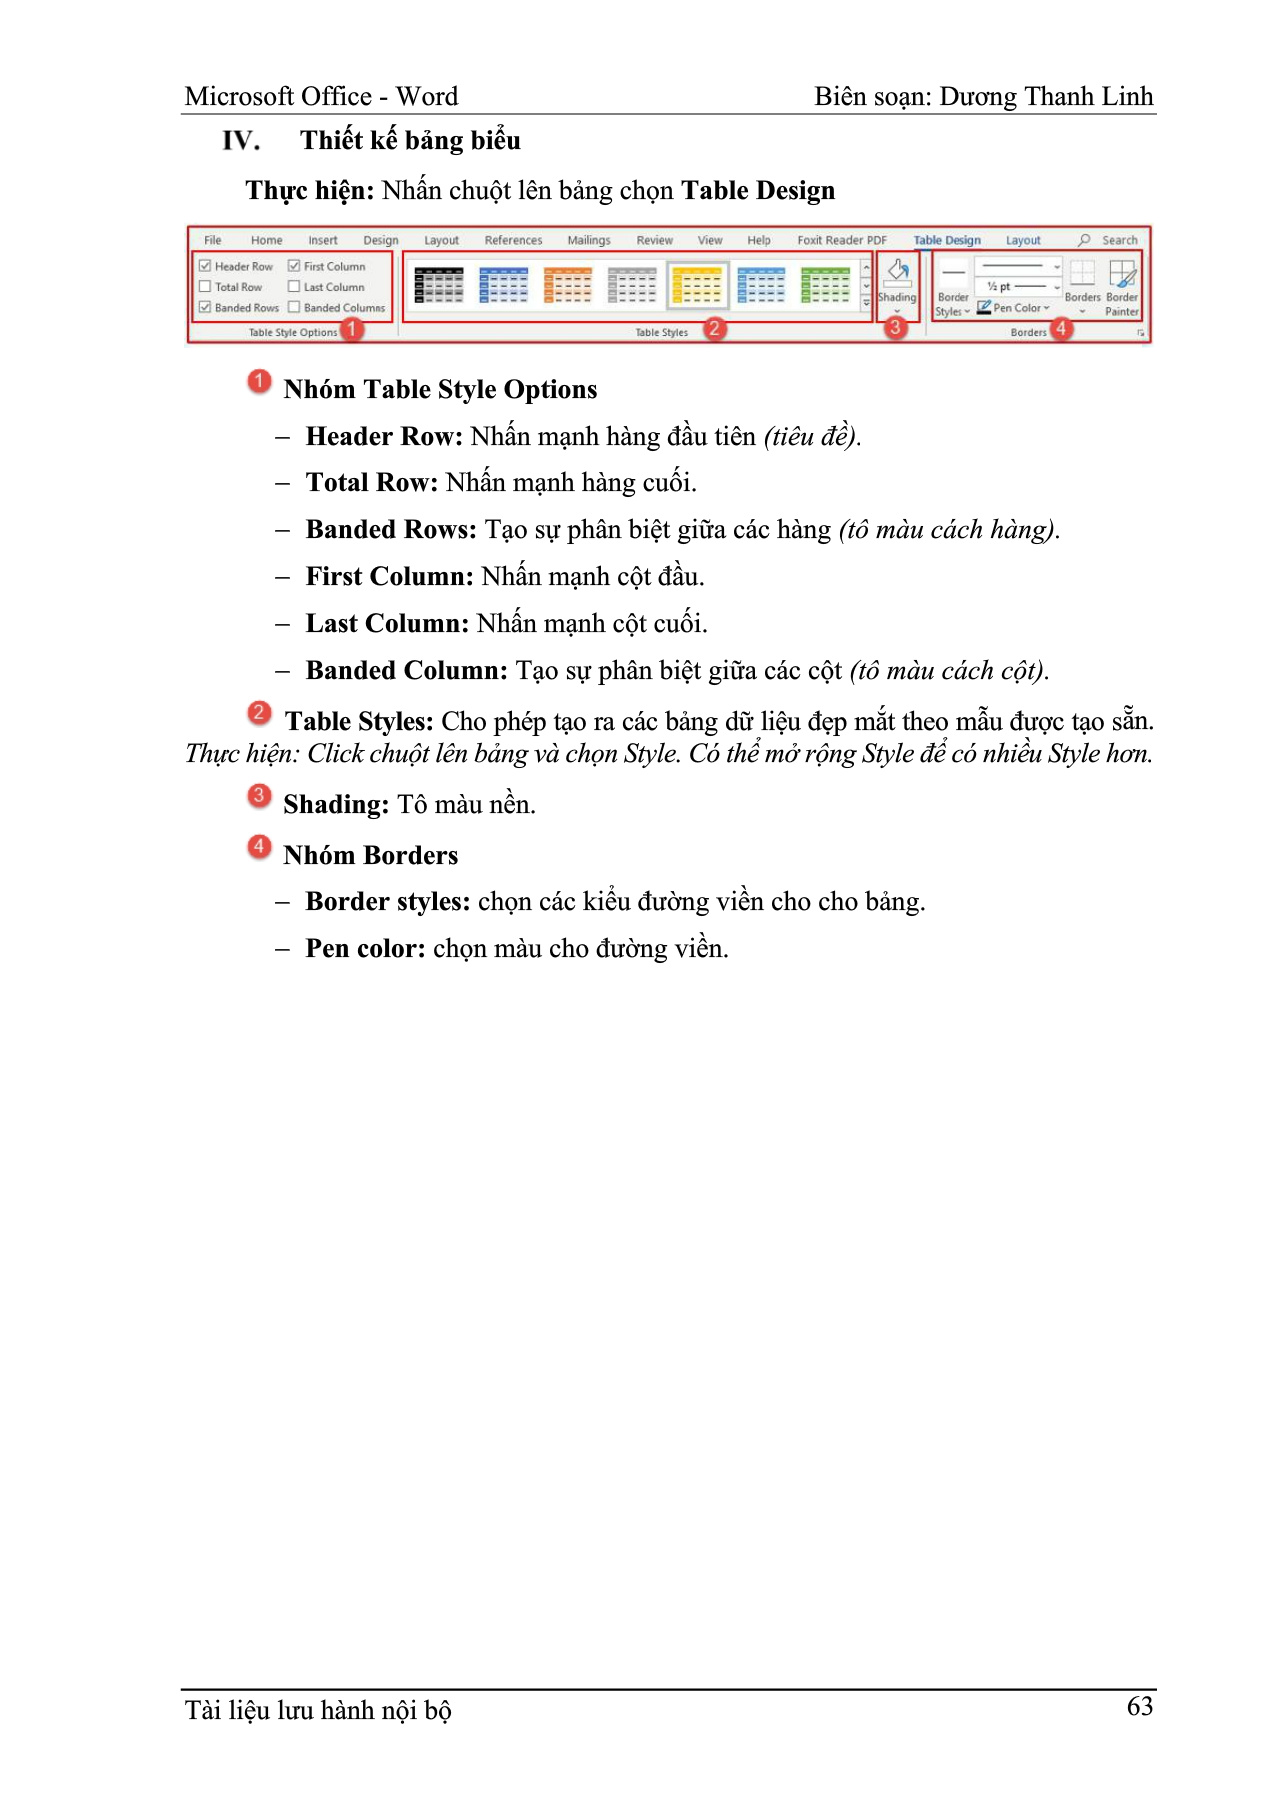 Microsoft Office - Word Biên soạn: Dương Thanh Linh
IV. Thiết kế bảng biểu
Thực hiện: Nhấn chuột lên bảng chọn Table Design
File Home Insert Design Layout References Mailings Review View Help Foxit Reader PDF Table Design Layout Search
Header Row First Column
Total Row Last Column
Banded Rows Banded Columns
Table Style Options 1
Table Styles 2
Shading
3
Border Styles
½ pt
Pen Color
Borders
Border Painter
Borders 4
1 Nhóm Table Style Options
– Header Row: Nhấn mạnh hàng đầu tiên (tiêu đề).
– Total Row: Nhấn mạnh hàng cuối.
– Banded Rows: Tạo sự phân biệt giữa các hàng (tô màu cách hàng).
– First Column: Nhấn mạnh cột đầu.
– Last Column: Nhấn mạnh cột cuối.
– Banded Column: Tạo sự phân biệt giữa các cột (tô màu cách cột).
2 Table Styles: Cho phép tạo ra các bảng dữ liệu đẹp mắt theo mẫu được tạo sẵn.
Thực hiện: Click chuột lên bảng và chọn Style. Có thể mở rộng Style để có nhiều Style hơn.
3 Shading: Tô màu nền.
4 Nhóm Borders
– Border styles: chọn các kiểu đường viền cho cho bảng.
– Pen color: chọn màu cho đường viền.
Tài liệu lưu hành nội bộ 63